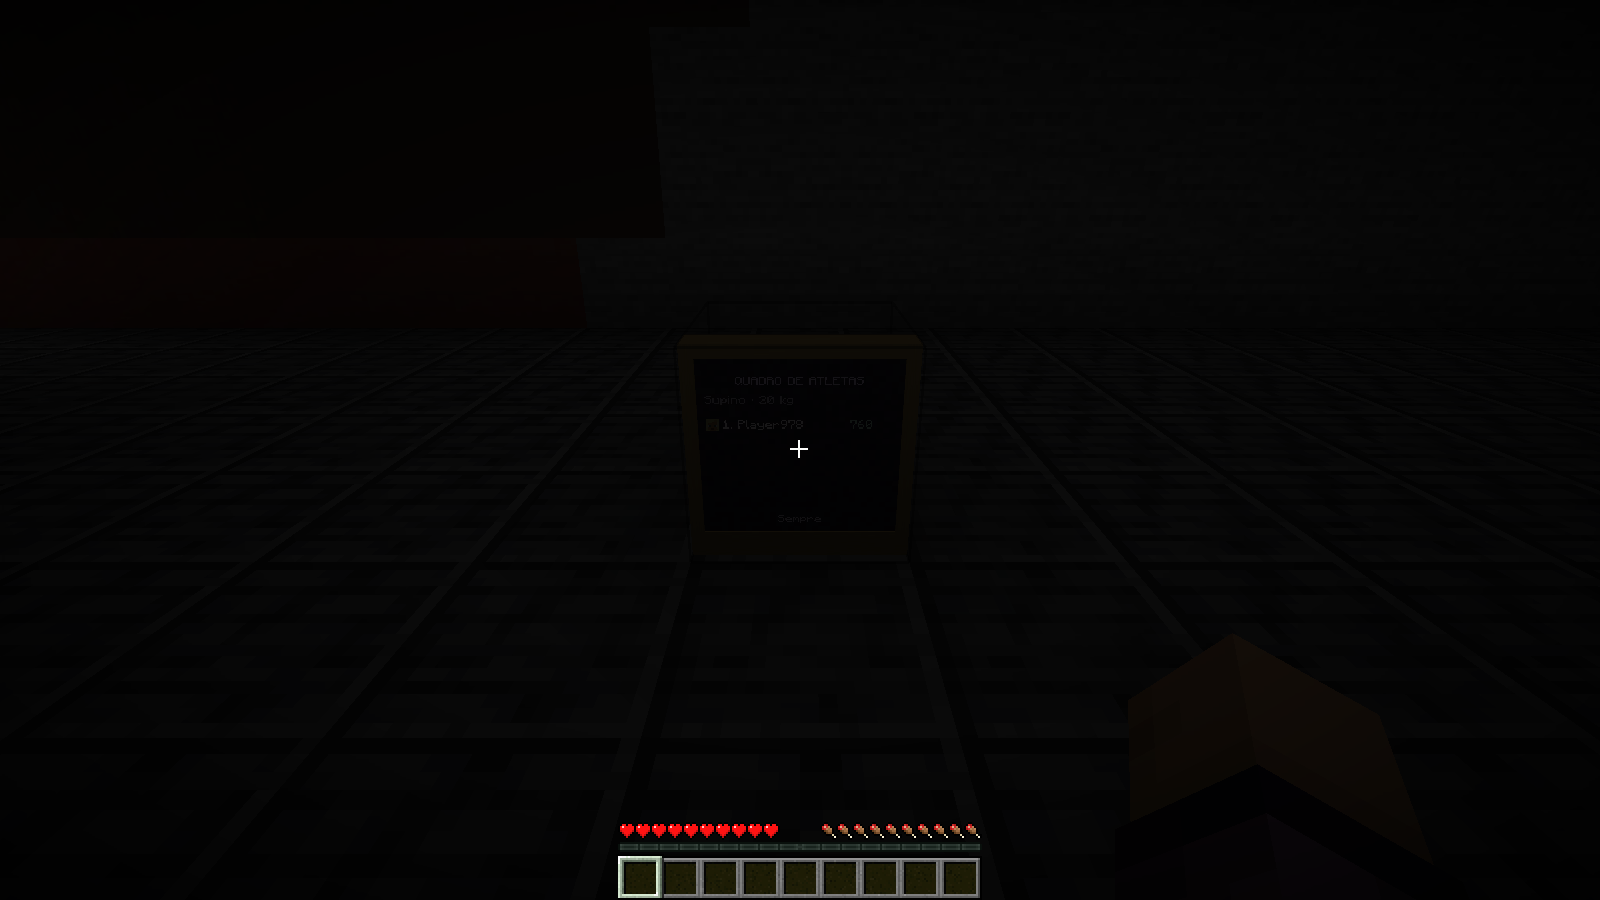 QUADRO DE ATLETAS
Supino · 20 kg
1. Player978 760
Sempre